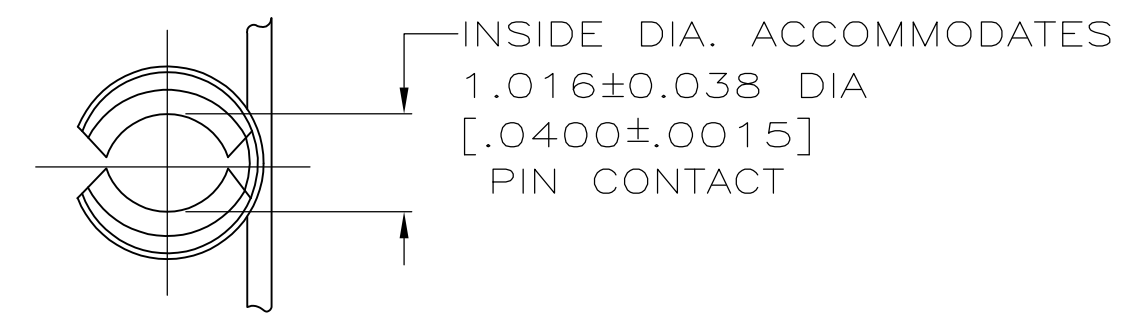 INSIDE DIA. ACCOMMODATES
1.016±0.038 DIA
[.0400±.0015]
PIN CONTACT